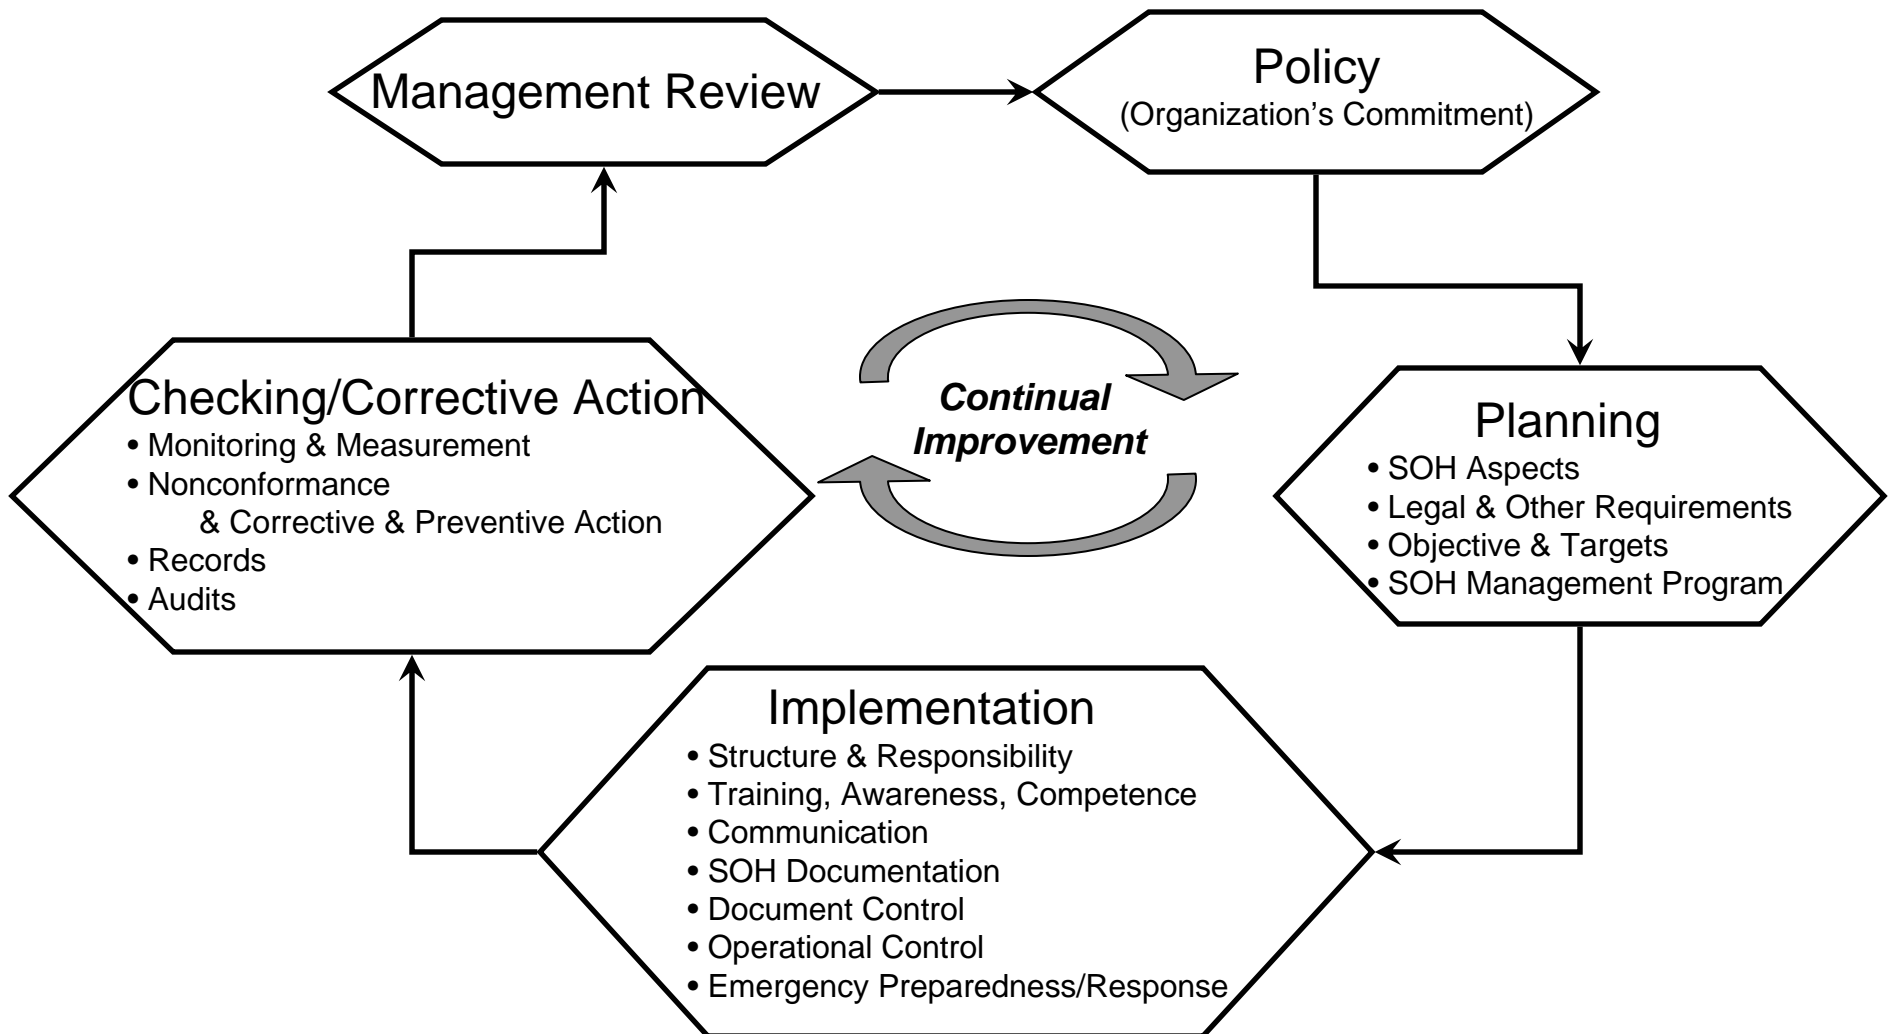 Management Review
Policy
(Organization’s Commitment)
Checking/Corrective Action
• Monitoring & Measurement
• Nonconformance
& Corrective & Preventive Action
• Records
• Audits
Continual
Improvement
Planning
• SOH Aspects
• Legal & Other Requirements
• Objective & Targets
• SOH Management Program
Implementation
• Structure & Responsibility
• Training, Awareness, Competence
• Communication
• SOH Documentation
• Document Control
• Operational Control
• Emergency Preparedness/Response